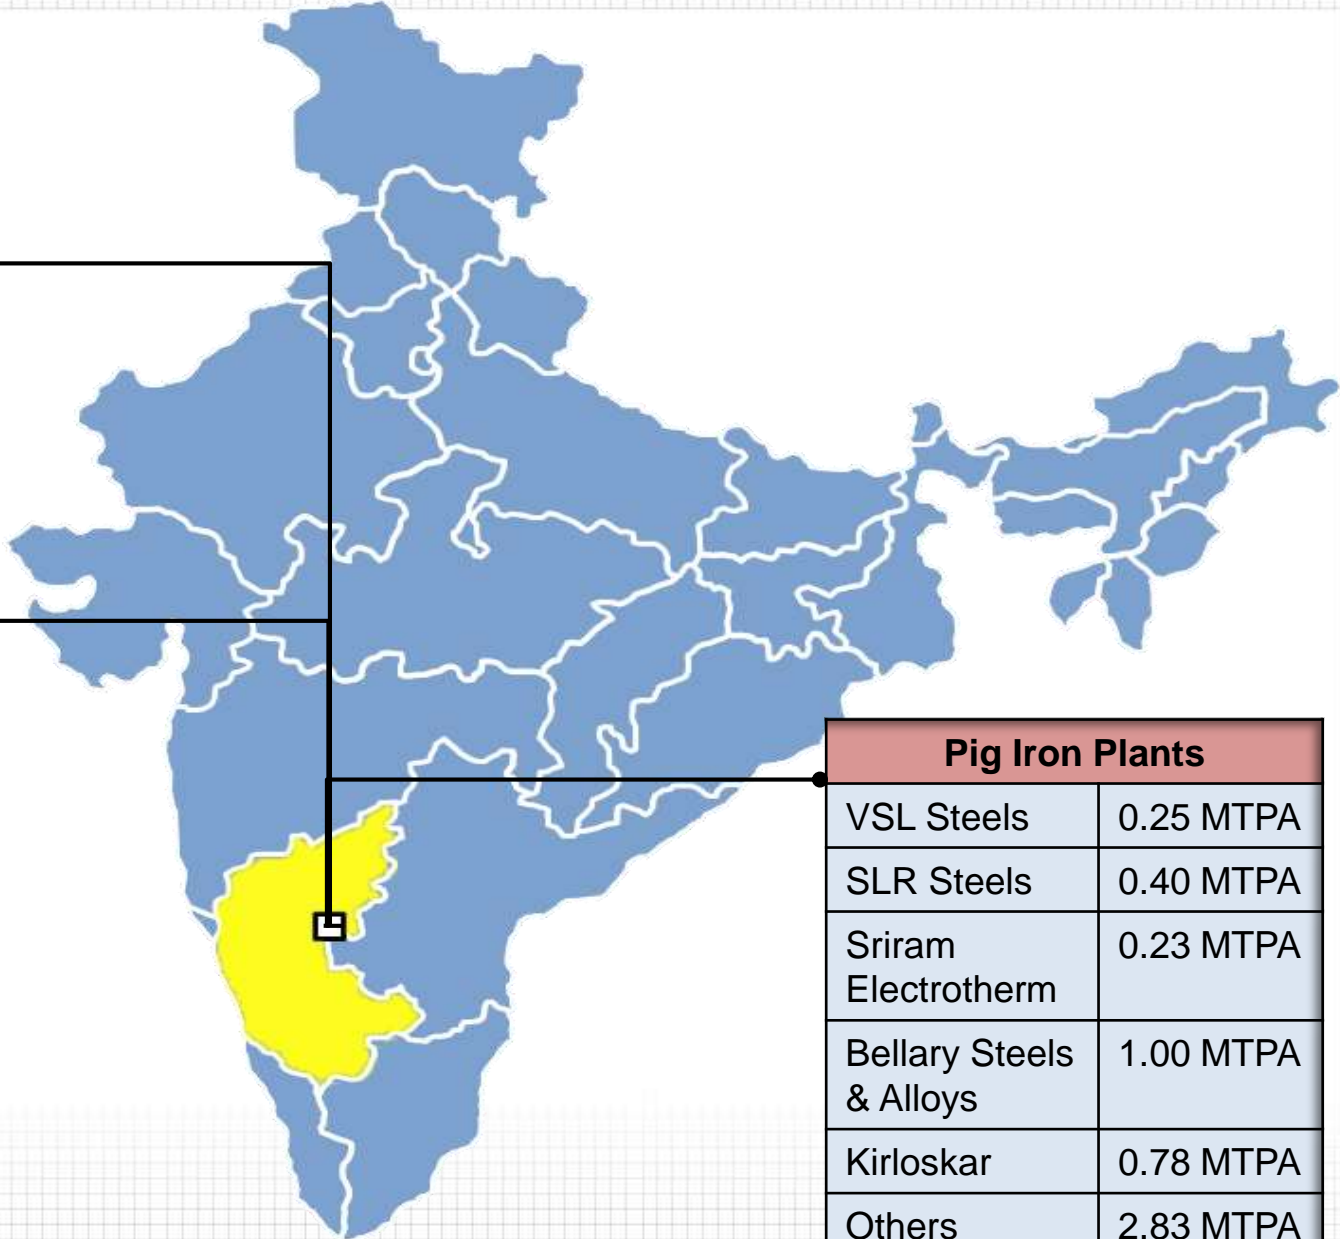 Pig Iron Plants
VSL Steels 0.25 MTPA
SLR Steels 0.40 MTPA
Sriram 0.23 MTPA
Electrotherm
Bellary Steels 1.00 MTPA
& Alloys
Kirloskar 0.78 MTPA
Others 2.83 MTPA